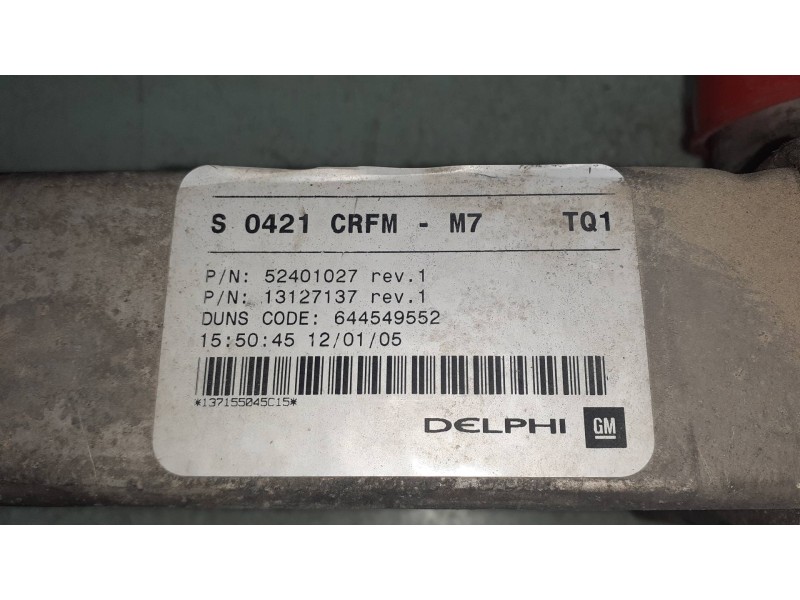 S 0421 CRFM - M7 TQ1
P/N: 52401027 rev.1
P/N: 13127137 rev.1
DUNS CODE: 644549552
15:50:45 12/01/05
*137155045C15*
DELPHI GM